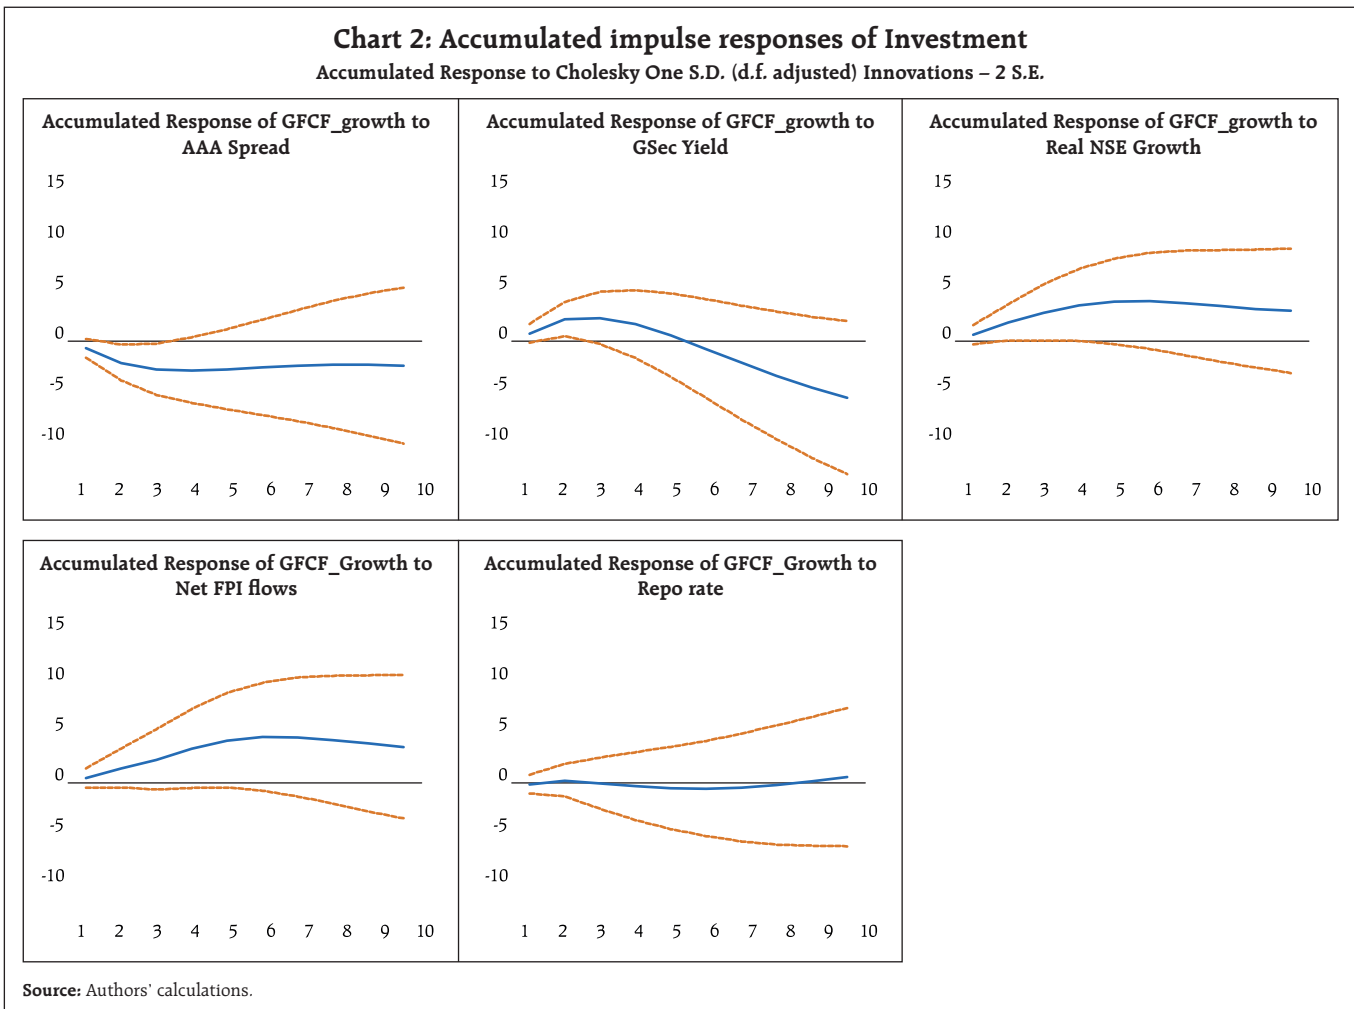 Chart 2: Accumulated impulse responses of Investment
Accumulated Response to Cholesky One S.D. (d.f. adjusted) Innovations – 2 S.E.
Accumulated Response of GFCF_growth to
AAA Spread
15
10
5
0
-5
-10
1 2 3 4 5 6 7 8 9 10
Accumulated Response of GFCF_growth to
GSec Yield
15
10
5
0
-5
-10
1 2 3 4 5 6 7 8 9 10
Accumulated Response of GFCF_growth to
Real NSE Growth
15
10
5
0
-5
-10
1 2 3 4 5 6 7 8 9 10
Accumulated Response of GFCF_Growth to
Net FPI flows
15
10
5
0
-5
-10
1 2 3 4 5 6 7 8 9 10
Accumulated Response of GFCF_Growth to
Repo rate
15
10
5
0
-5
-10
1 2 3 4 5 6 7 8 9 10
Source: Authors' calculations.